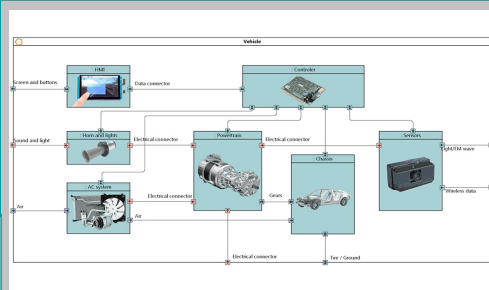 Vehicle
: HMI
: Controler
Screen and buttons
Data connector
: Horn and lights
Powertrain
: Sensors
Sound and light
Electrical connector
Electrical connector
Light/EM wave
: Chassis
: AC system
Electrical connector
Gears
Wireless data
Air
Air
Electrical connector
Tire / Ground